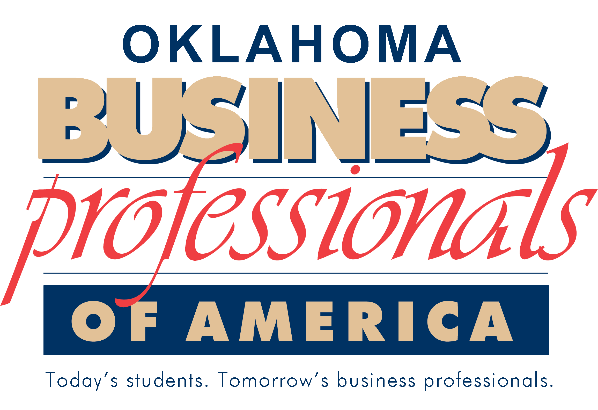 OKLAHOMA
BUSINESS
professionals
OF AMERICA
Today's students. Tomorrow's business professionals.